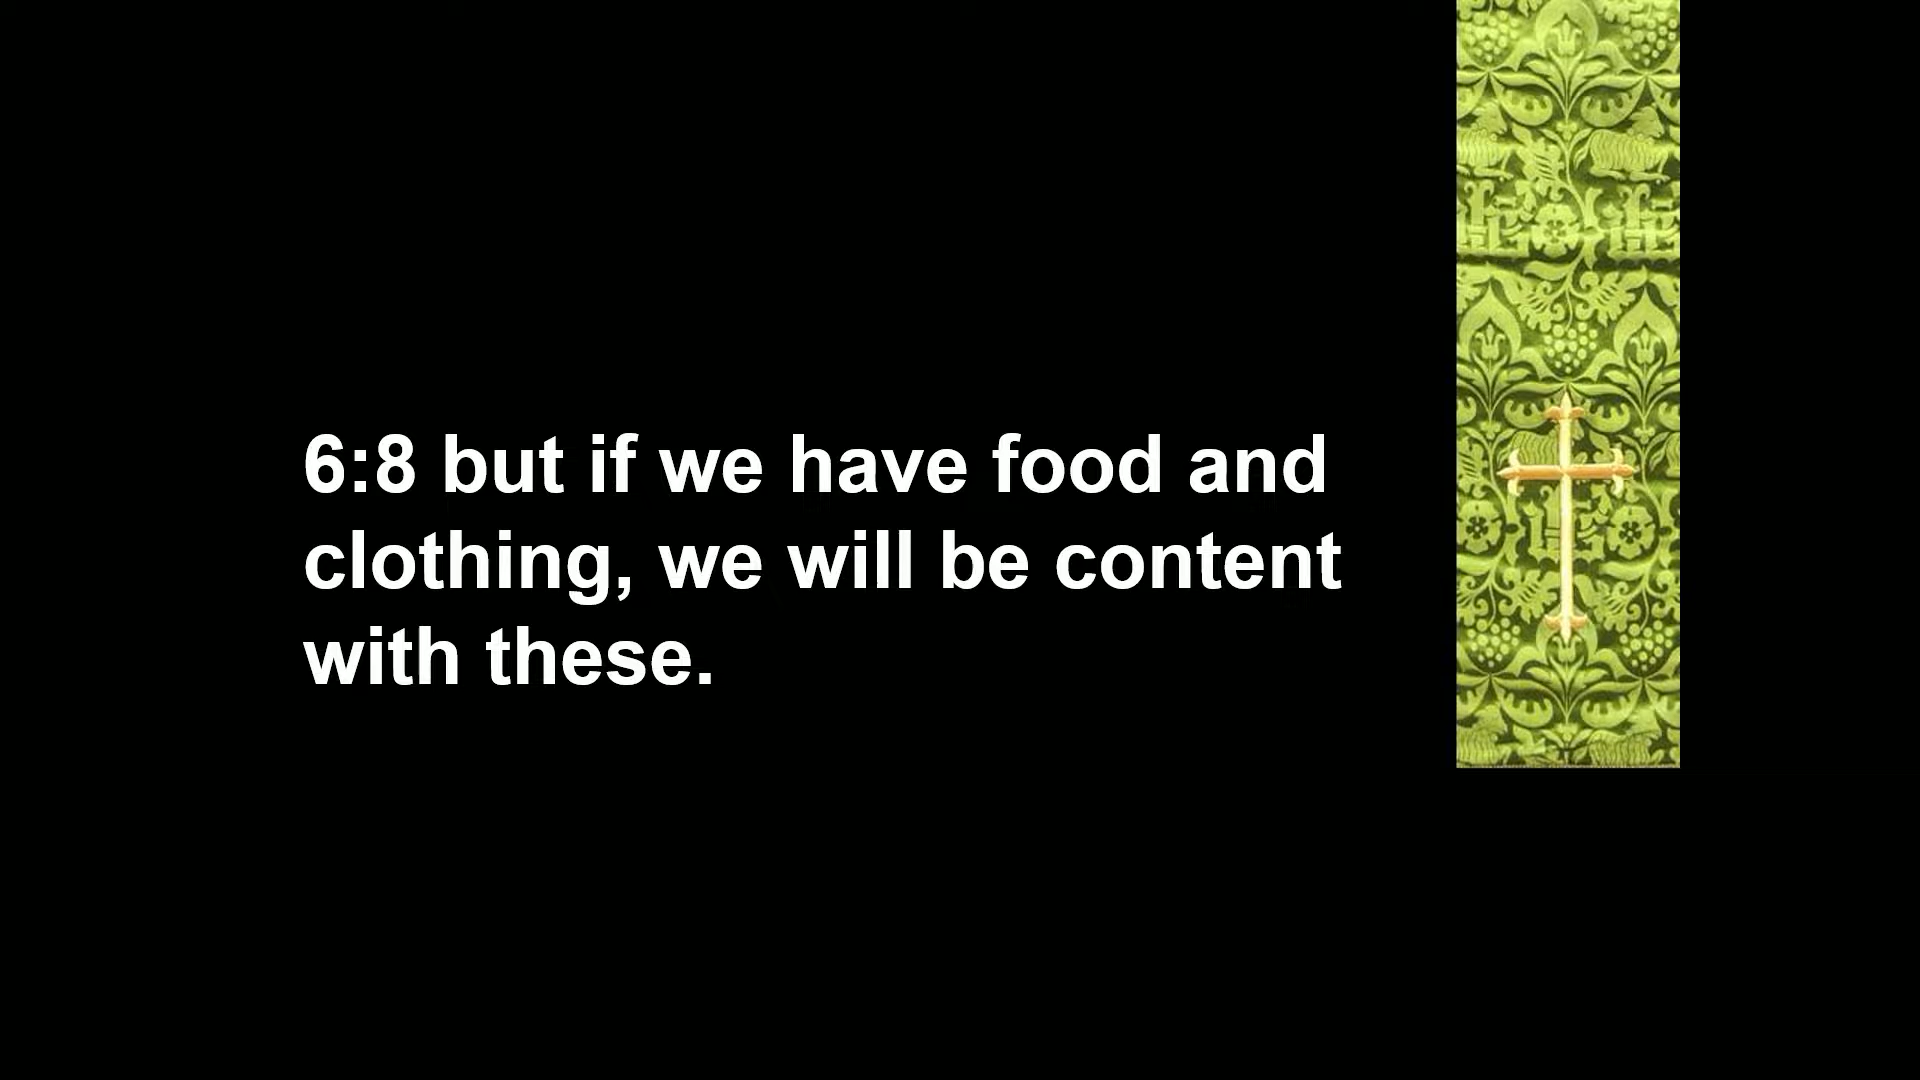 6:8 but if we have food and
clothing, we will be content
with these.